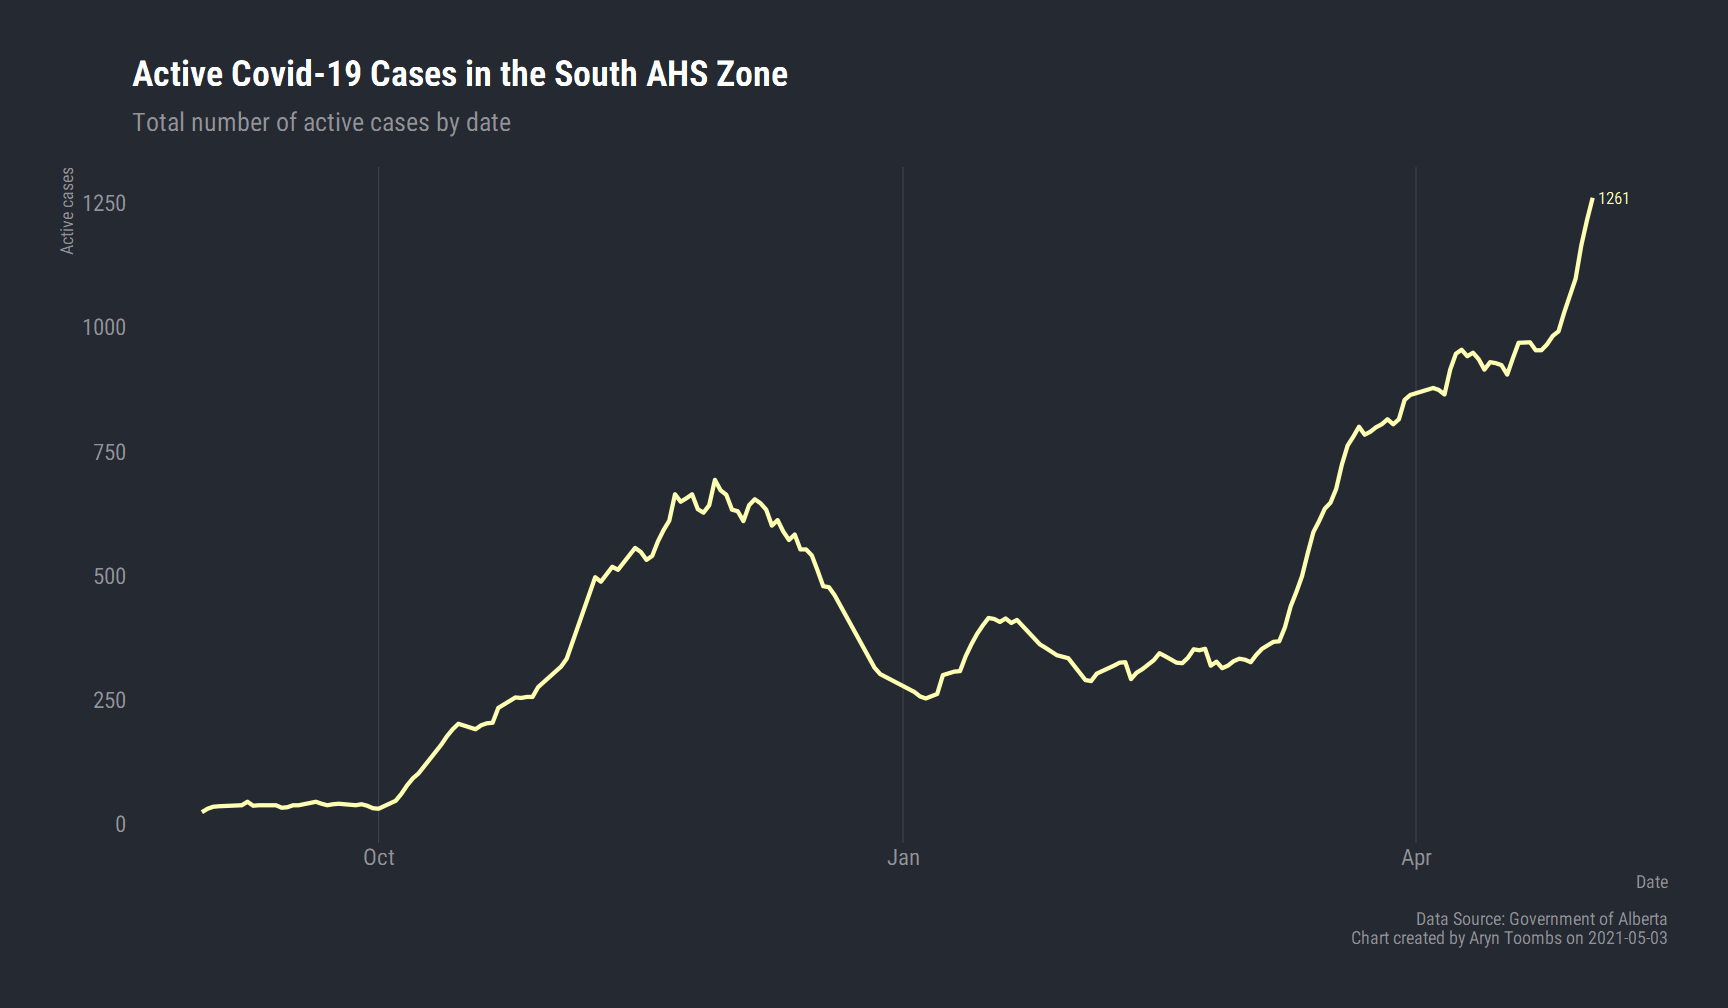 Active Covid-19 Cases in the South AHS Zone
Total number of active cases by date
Active cases
1250
1000
750
500
250
0
1261
Oct
Jan
Apr
Date
Data Source: Government of Alberta
Chart created by Aryn Toombs on 2021-05-03